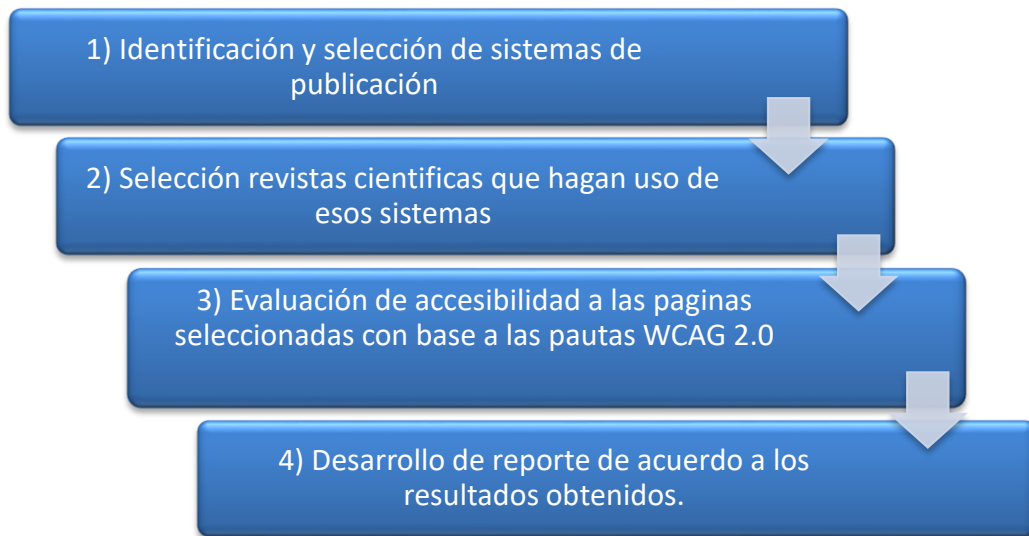 1) Identificación y selección de sistemas de
publicación
2) Selección revistas cientificas que hagan uso de
esos sistemas
3) Evaluación de accesibilidad a las paginas
seleccionadas con base a las pautas WCAG 2.0
4) Desarrollo de reporte de acuerdo a los
resultados obtenidos.